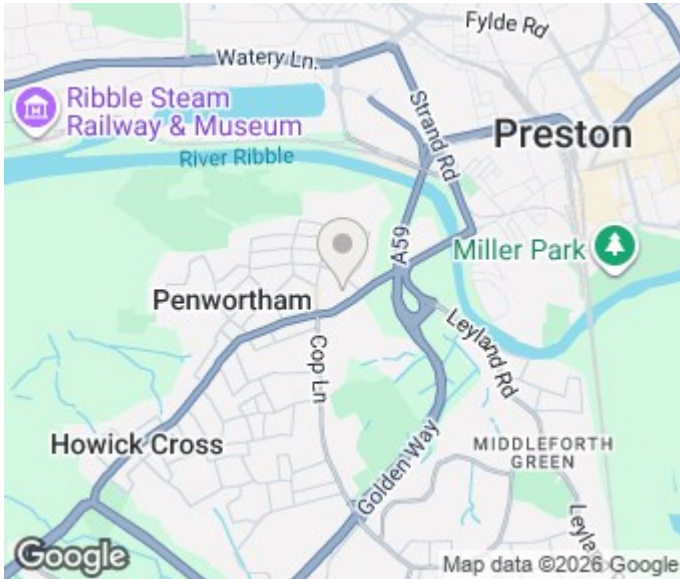 Fylde Rd
Watery Ln.
Ribble Steam
Railway & Museum
Strand Rd
Preston
River Ribble
A59
Miller Park
Penwortham
Leyland Rd
Cop Ln
Howick Cross
MIDDLEFORTH
GREEN
Golden Way
Leyla
Google
Map data ©2026 Google